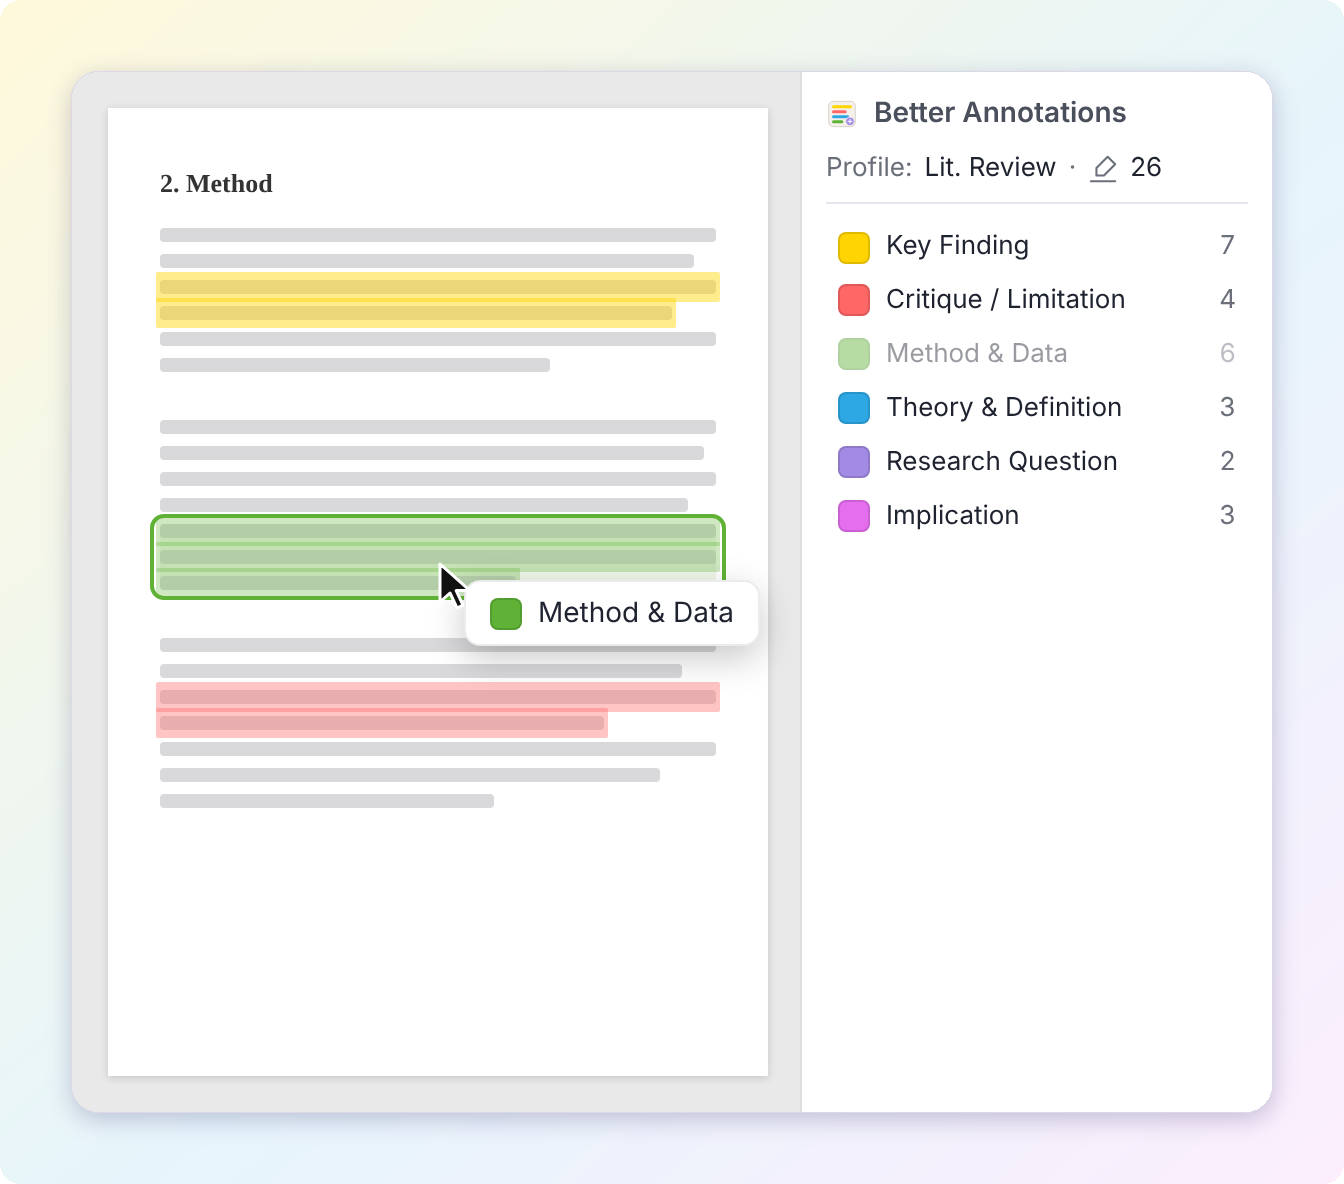 2. Method
Method & Data
Better Annotations
Profile: Lit. Review · 26
Key Finding 7
Critique / Limitation 4
Method & Data 6
Theory & Definition 3
Research Question 2
Implication 3